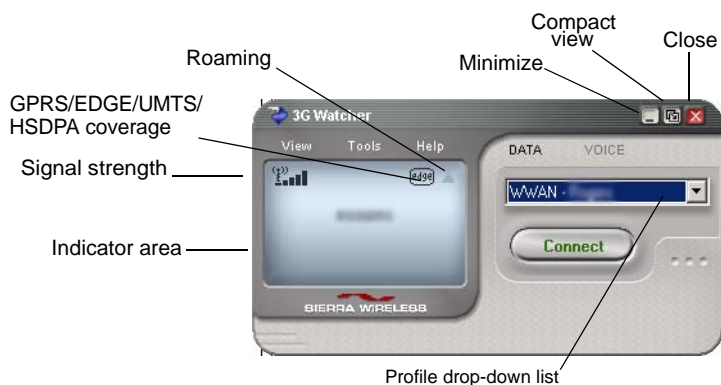 Compact view
Roaming
Minimize
Close
GPRS/EDGE/UMTS/
HSDPA coverage
3G Watcher
View Tools Help
DATA VOICE
Signal strength
edge
WWAN -
Indicator area
Connect
SIERRA WIRELESS
Profile drop-down list